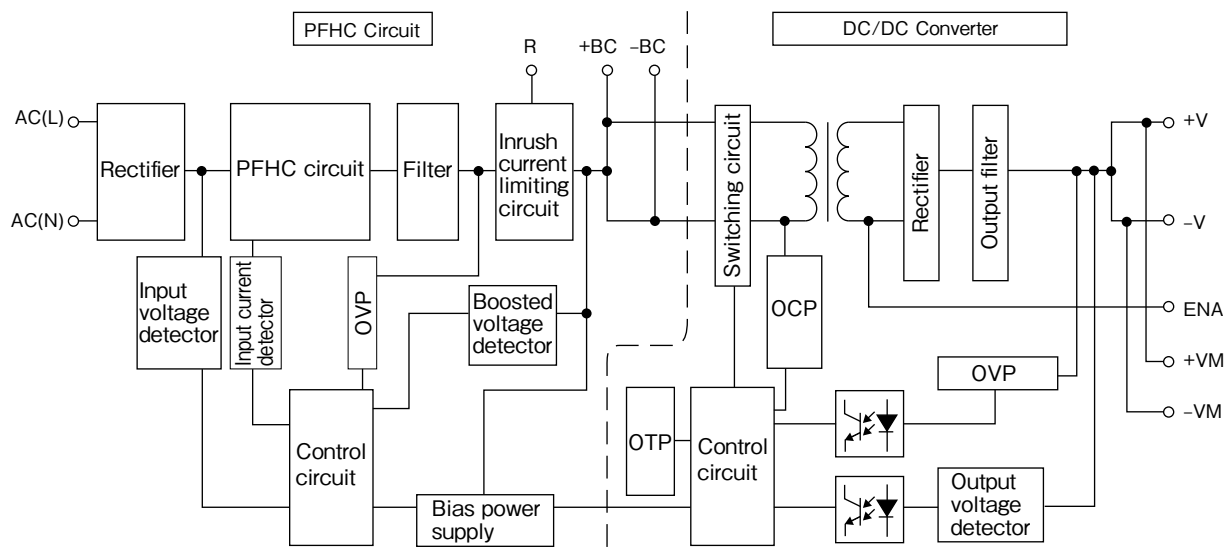 PFHC Circuit
DC/DC Converter
R
+BC
−BC
AC(L)
AC(N)
Rectifier
PFHC circuit
Filter
Inrush
current
limiting
circuit
Switching circuit
Rectifier
Output filter
+V
−V
ENA
+VM
−VM
Input
voltage
detector
Input current
detector
OVP
Boosted
voltage
detector
OCP
OVP
Control
circuit
Bias power
supply
OTP
Control
circuit
Output
voltage
detector